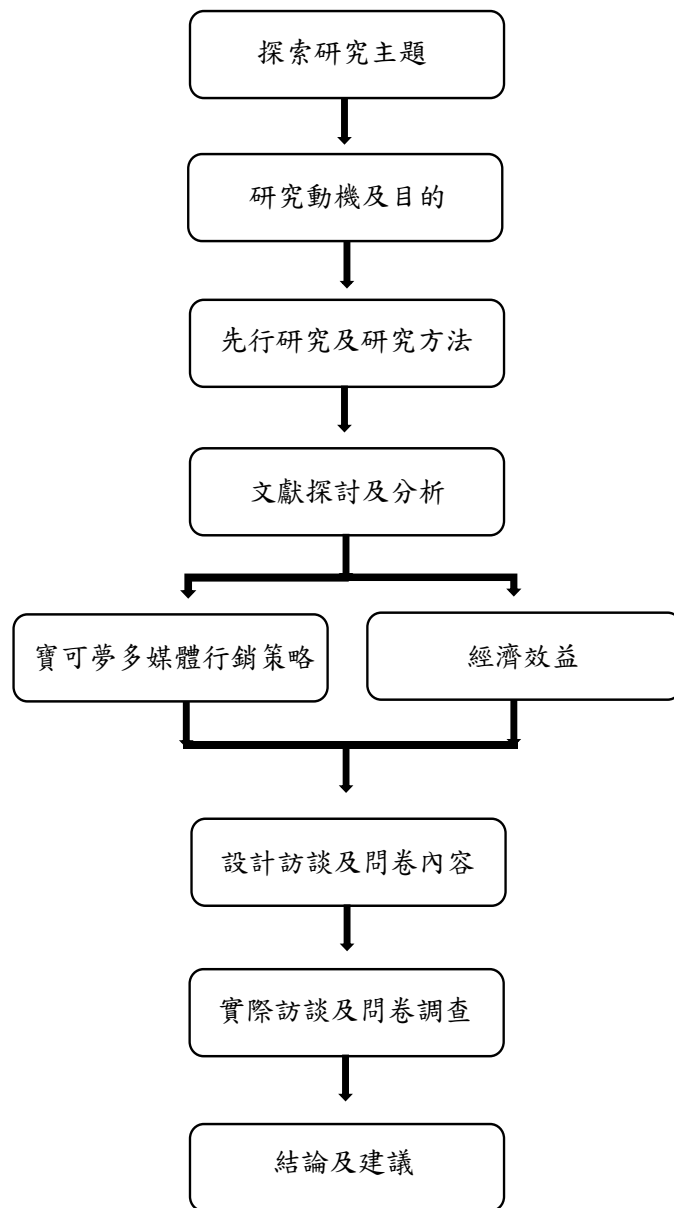 探索研究主題
研究動機及目的
先行研究及研究方法
文獻探討及分析
寶可夢多媒體行銷策略
經濟效益
設計訪談及問卷內容
實際訪談及問卷調查
結論及建議